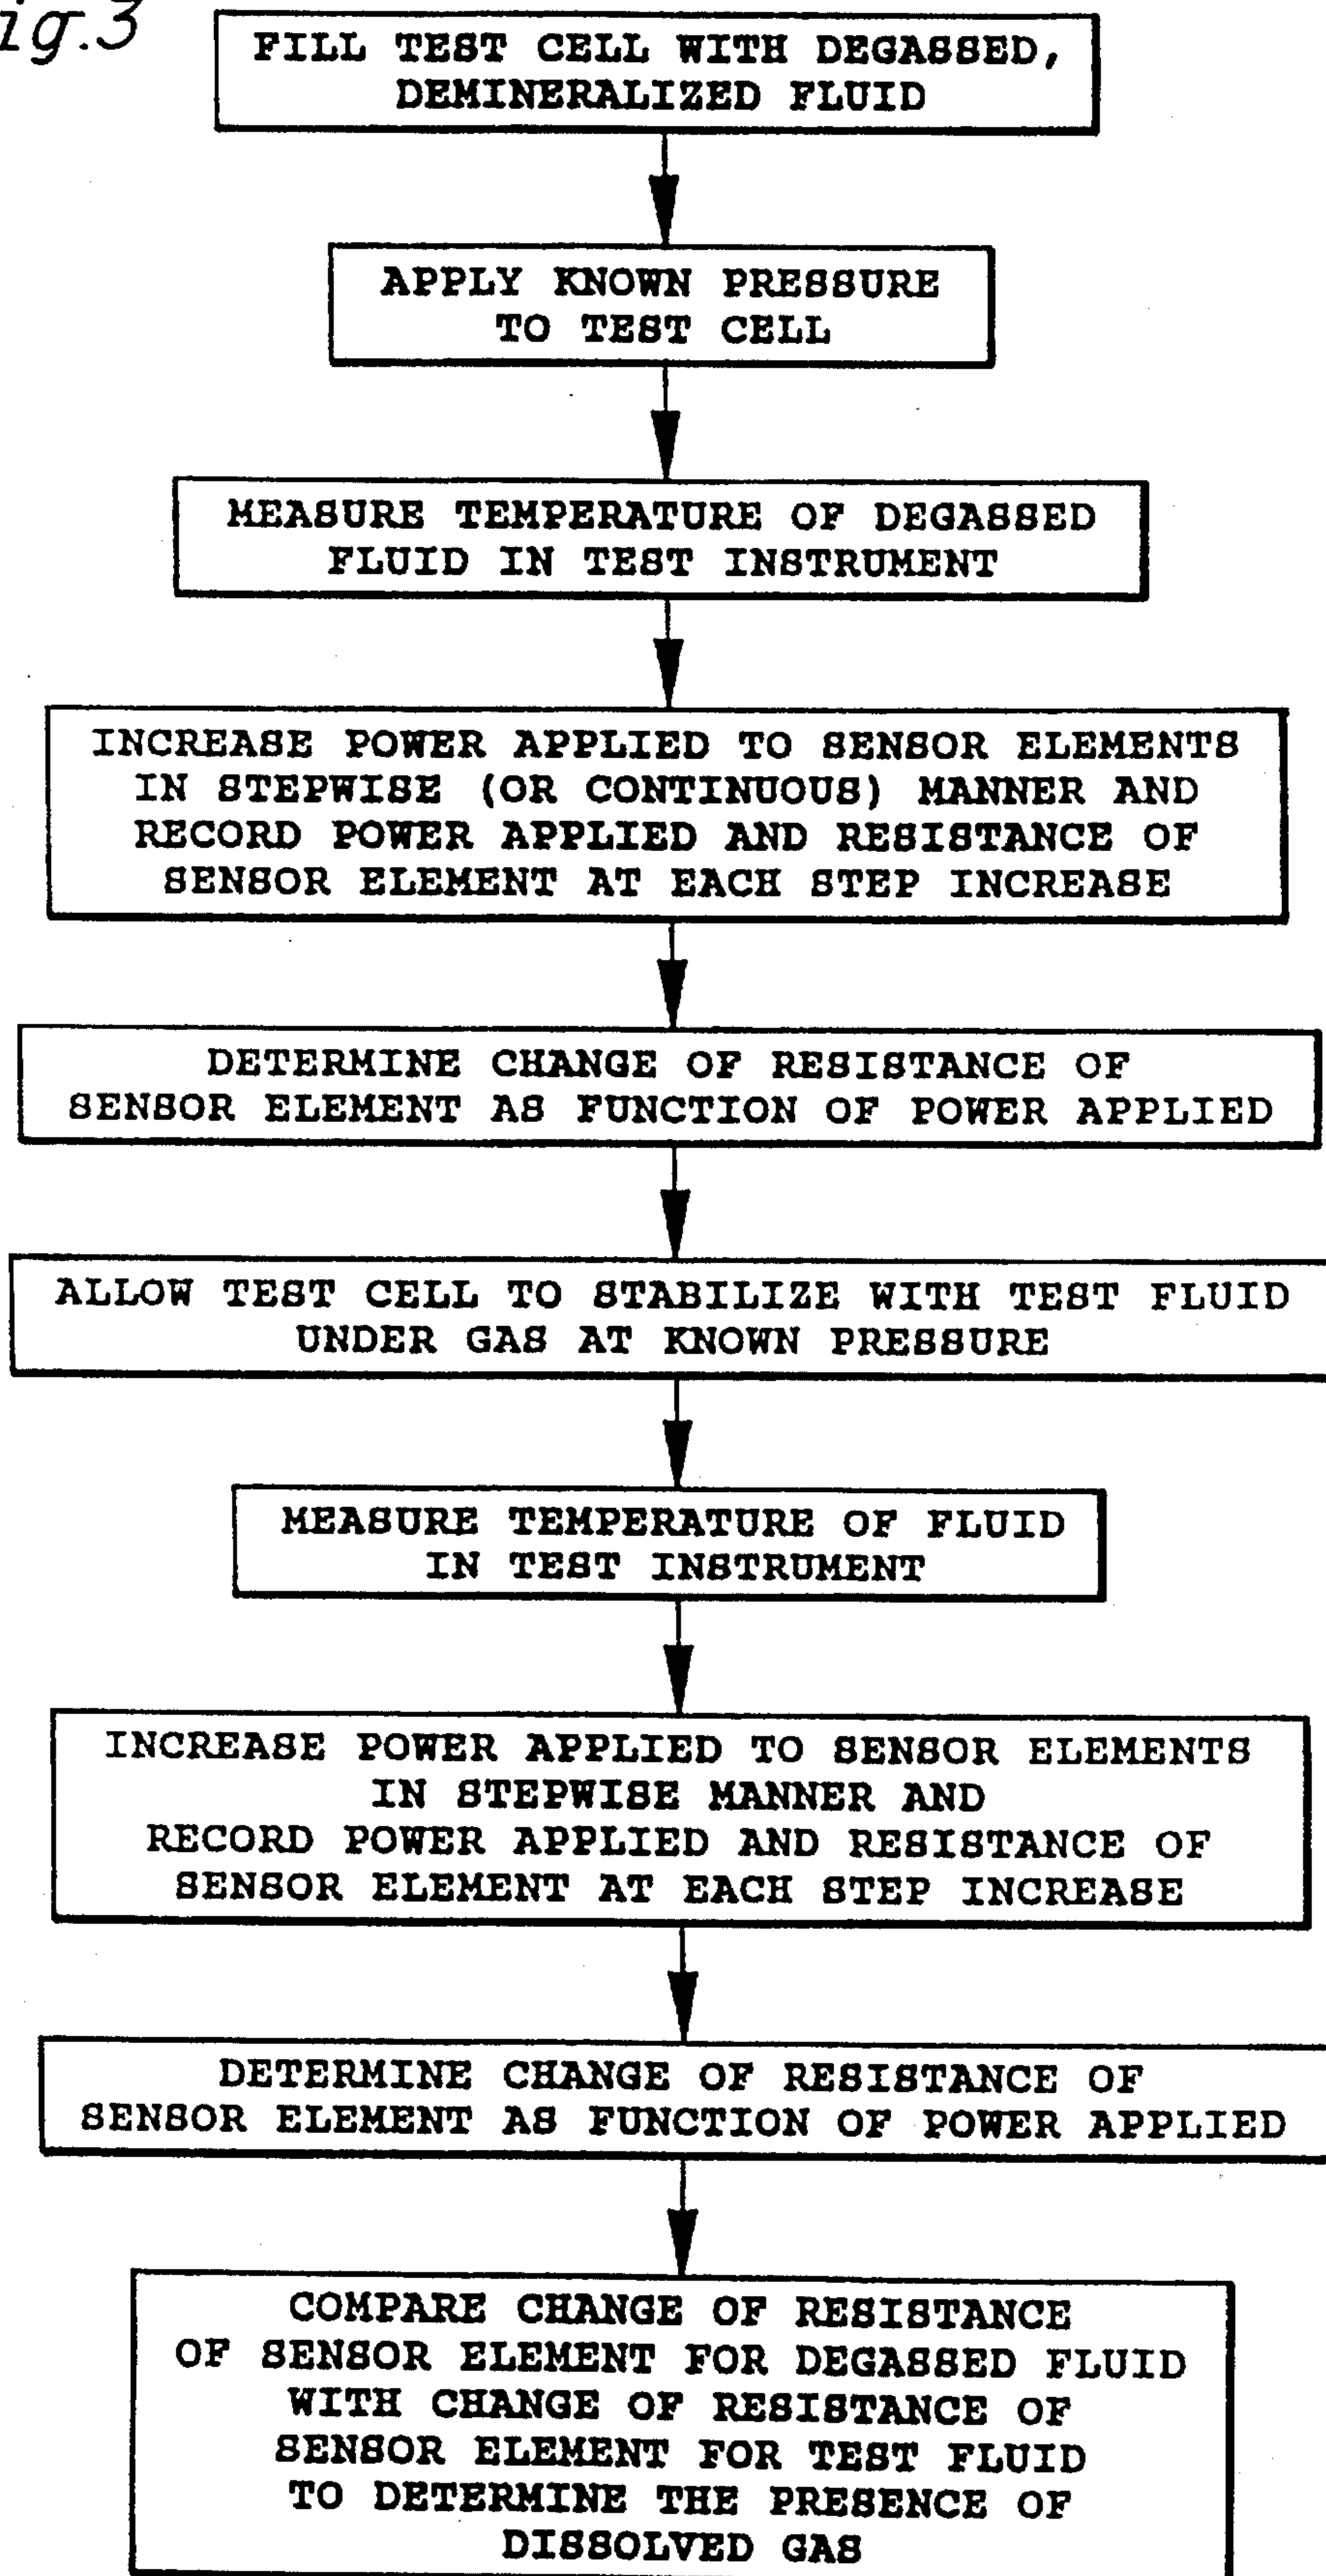 ig.3
FILL TEST CELL WITH DEGASSED,
DEMINERALIZED FLUID
APPLY KNOWN PRESSURE
TO TEST CELL
MEASURE TEMPERATURE OF DEGASSED
FLUID IN TEST INSTRUMENT
INCREASE POWER APPLIED TO SENSOR ELEMENTS
IN STEPWISE (OR CONTINUOUS) MANNER AND
RECORD POWER APPLIED AND RESISTANCE OF
SENSOR ELEMENT AT EACH STEP INCREASE
DETERMINE CHANGE OF RESISTANCE OF
SENSOR ELEMENT AS FUNCTION OF POWER APPLIED
ALLOW TEST CELL TO STABILIZE WITH TEST FLUID
UNDER GAS AT KNOWN PRESSURE
MEASURE TEMPERATURE OF FLUID
IN TEST INSTRUMENT
INCREASE POWER APPLIED TO SENSOR ELEMENTS
IN STEPWISE MANNER AND
RECORD POWER APPLIED AND RESISTANCE OF
SENSOR ELEMENT AT EACH STEP INCREASE
DETERMINE CHANGE OF RESISTANCE OF
SENSOR ELEMENT AS FUNCTION OF POWER APPLIED
COMPARE CHANGE OF RESISTANCE
OF SENSOR ELEMENT FOR DEGASSED FLUID
WITH CHANGE OF RESISTANCE OF
SENSOR ELEMENT FOR TEST FLUID
TO DETERMINE THE PRESENCE OF
DISSOLVED GAS